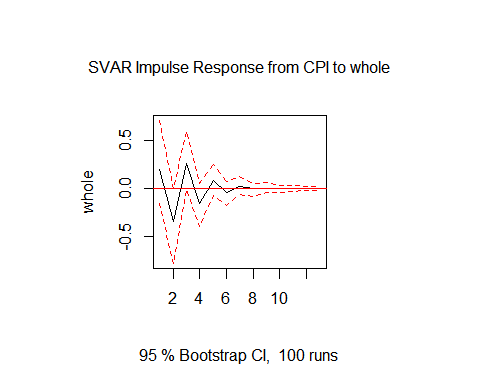 SVAR Impulse Response from CPI to whole
whole
0.5
0.0
-0.5
2 4 6 8 10
95 % Bootstrap CI, 100 runs